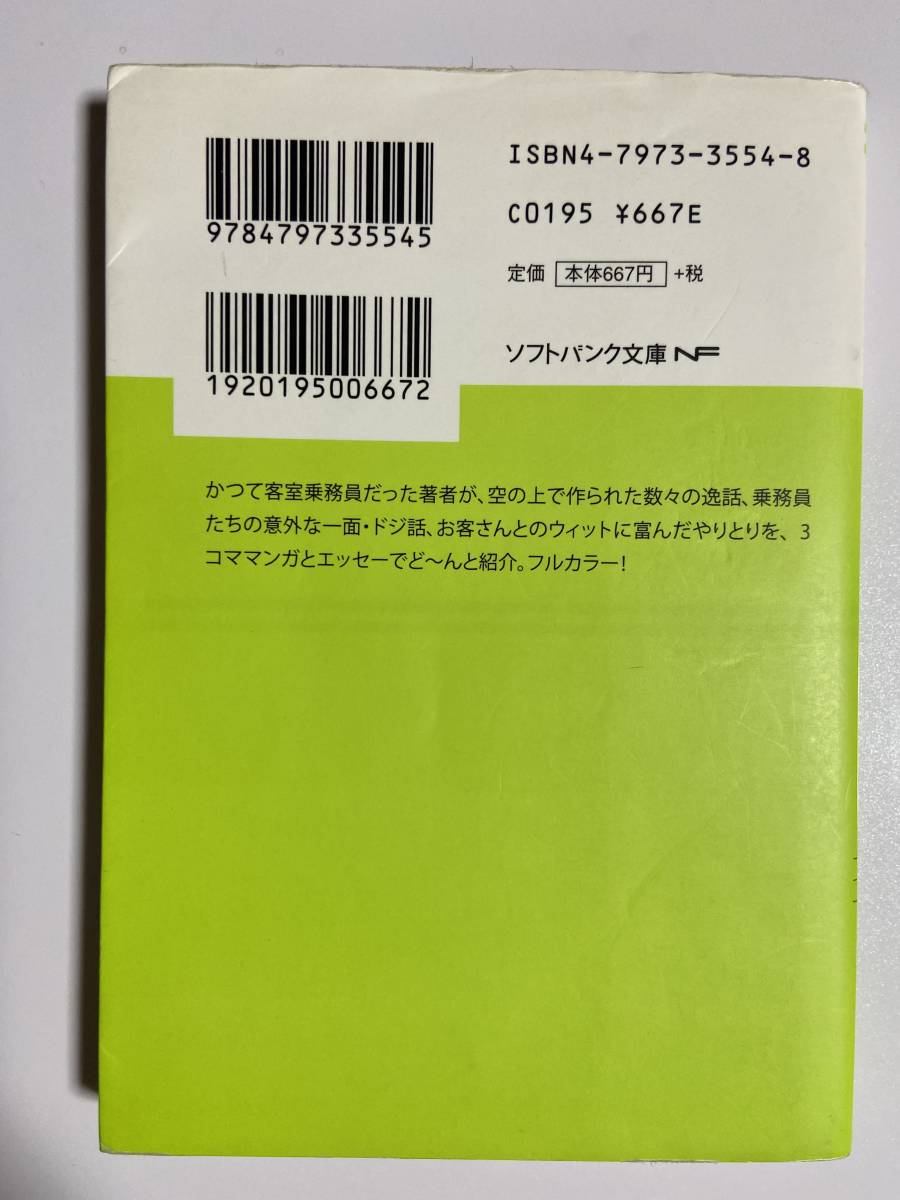 9784797335545
1920195006672
ISBN4-7973-3554-8
C0195 ¥667E
定価 本体667円 +税
ソフトバンク文庫 NF
かつて客室乗務員だった著者が、空の上で作られた数々の逸話、乗務員
たちの意外な一面・ドジ話、お客さんとのウィットに富んだやりとりを、3
コママンガとエッセーでど〜んと紹介。フルカラー!